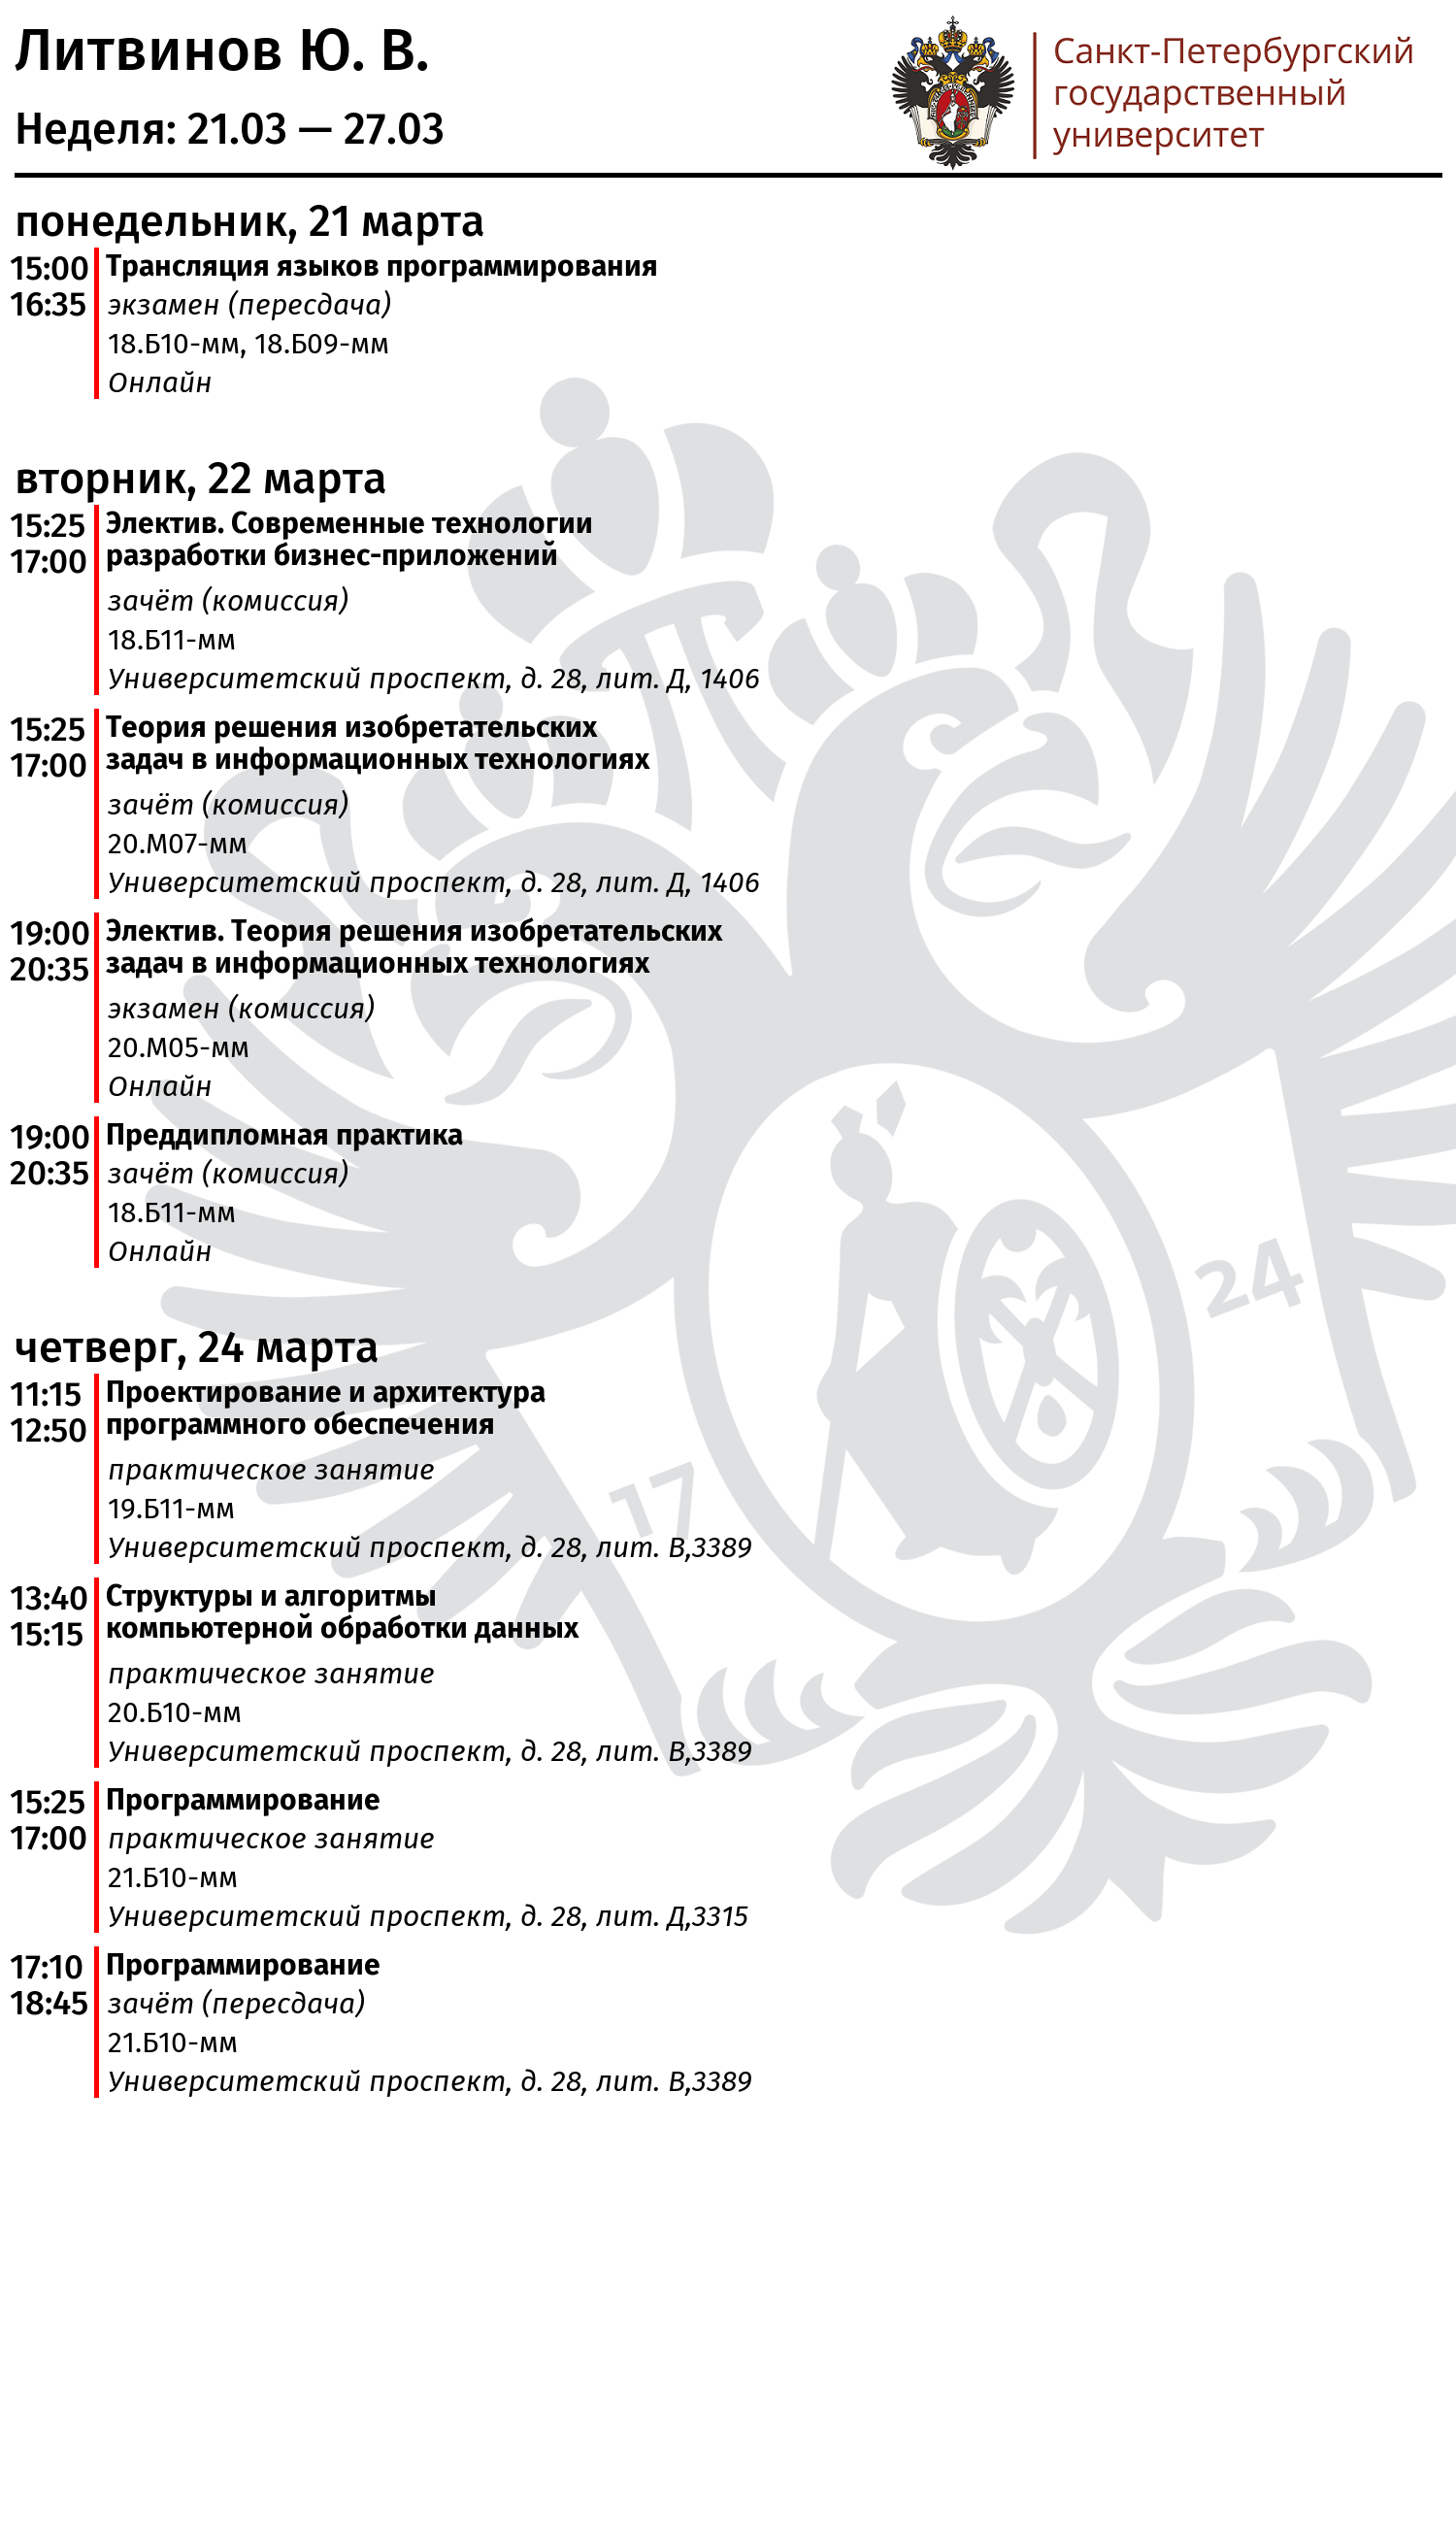 Литвинов Ю. В.
Неделя: 21.03 — 27.03
Санкт-Петербургский
государственный
университет
понедельник, 21 марта
15:00 Трансляция языков программирования
16:35 экзамен (пересдача)
18.Б10-мм, 18.Б09-мм
Онлайн
вторник, 22 марта
15:25 Электив. Современные технологии
17:00 разработки бизнес-приложений
зачёт (комиссия)
18.Б11-мм
Университетский проспект, д. 28, лит. Д, 1406
15:25 Теория решения изобретательских
17:00 задач в информационных технологиях
зачёт (комиссия)
20.М07-мм
Университетский проспект, д. 28, лит. Д, 1406
19:00 Электив. Теория решения изобретательских
20:35 задач в информационных технологиях
экзамен (комиссия)
20.М05-мм
Онлайн
19:00 Преддипломная практика
20:35 зачёт (комиссия)
18.Б11-мм
Онлайн
четверг, 24 марта
11:15 Проектирование и архитектура
12:50 программного обеспечения
практическое занятие
19.Б11-мм
Университетский проспект, д. 28, лит. В,3389
13:40 Структуры и алгоритмы
15:15 компьютерной обработки данных
практическое занятие
20.Б10-мм
Университетский проспект, д. 28, лит. В,3389
15:25 Программирование
17:00 практическое занятие
21.Б10-мм
Университетский проспект, д. 28, лит. Д,3315
17:10 Программирование
18:45 зачёт (пересдача)
21.Б10-мм
Университетский проспект, д. 28, лит. В,3389
17
24